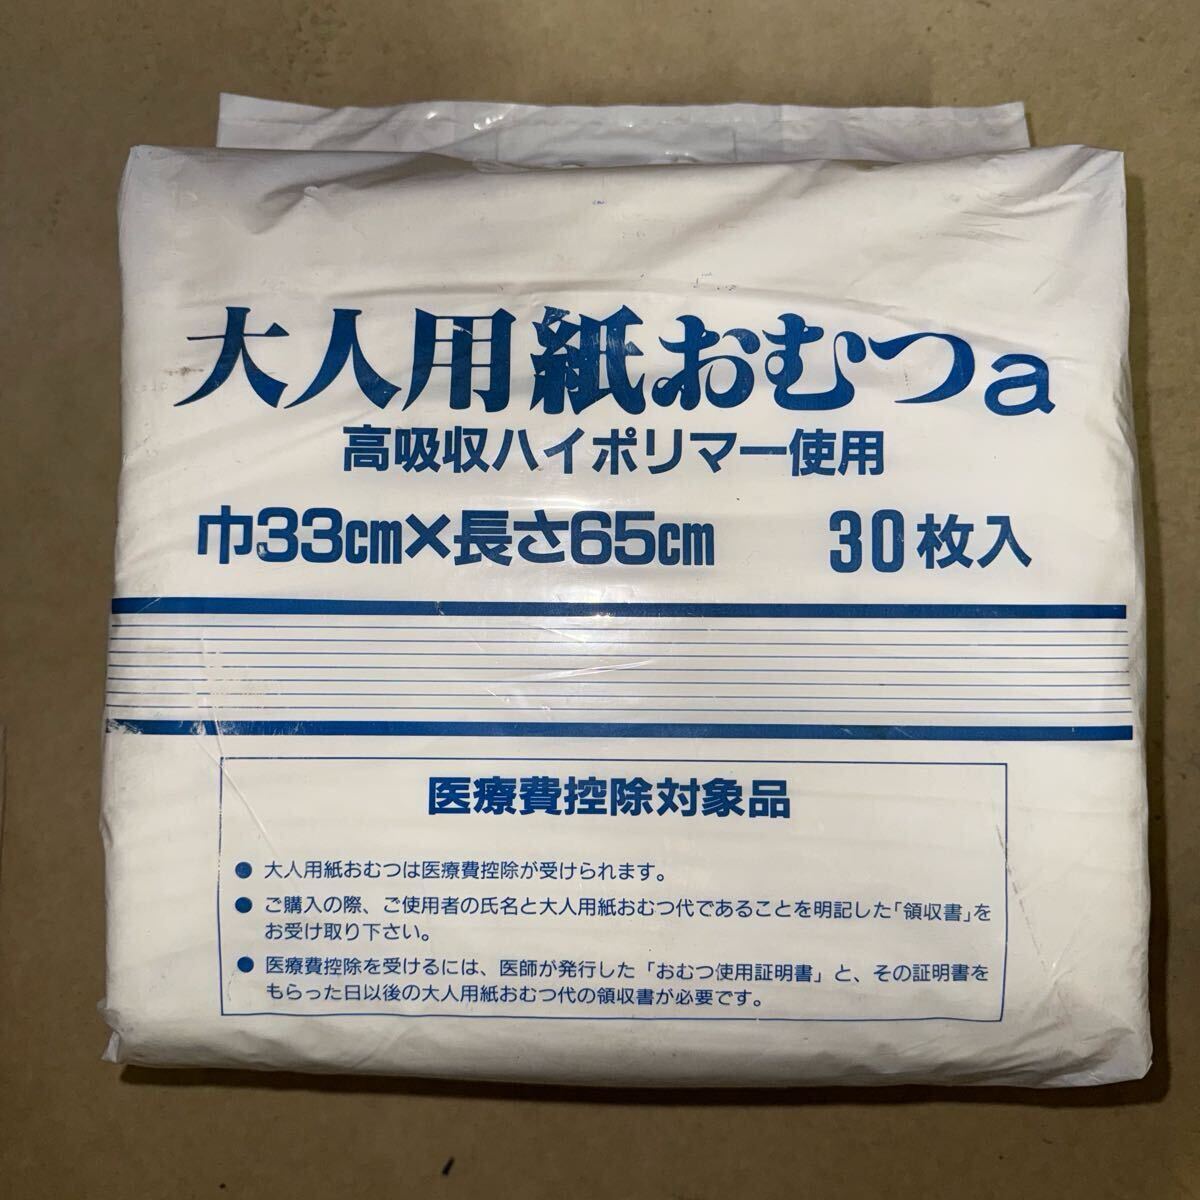 大人用紙おむつa
高吸収ハイポリマー使用
巾33cm×長さ65cm 30枚入
医療費控除対象品
● 大人用紙おむつは医療費控除が受けられます。
● ご購入の際、ご使用者の氏名と大人用紙おむつ代であることを明記した「領収書」を
お受け取り下さい。
● 医療費控除を受けるには、医師が発行した「おむつ使用証明書」と、その証明書を
もらった日以後の大人用紙おむつ代の領収書が必要です。